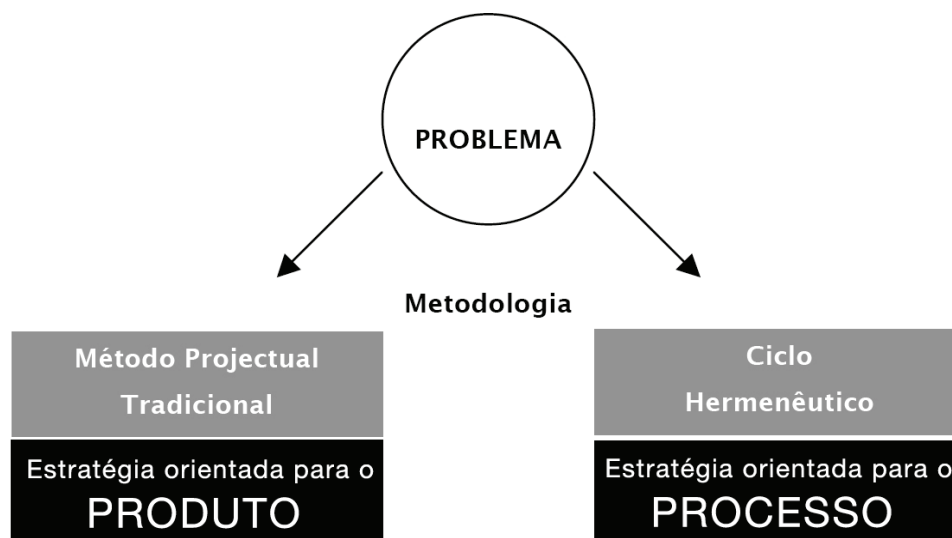 PROBLEMA
Metodologia
Método Projectual
Tradicional
Estratégia orientada para o
PRODUTO
Ciclo
Hermenêutico
Estratégia orientada para o
PROCESSO